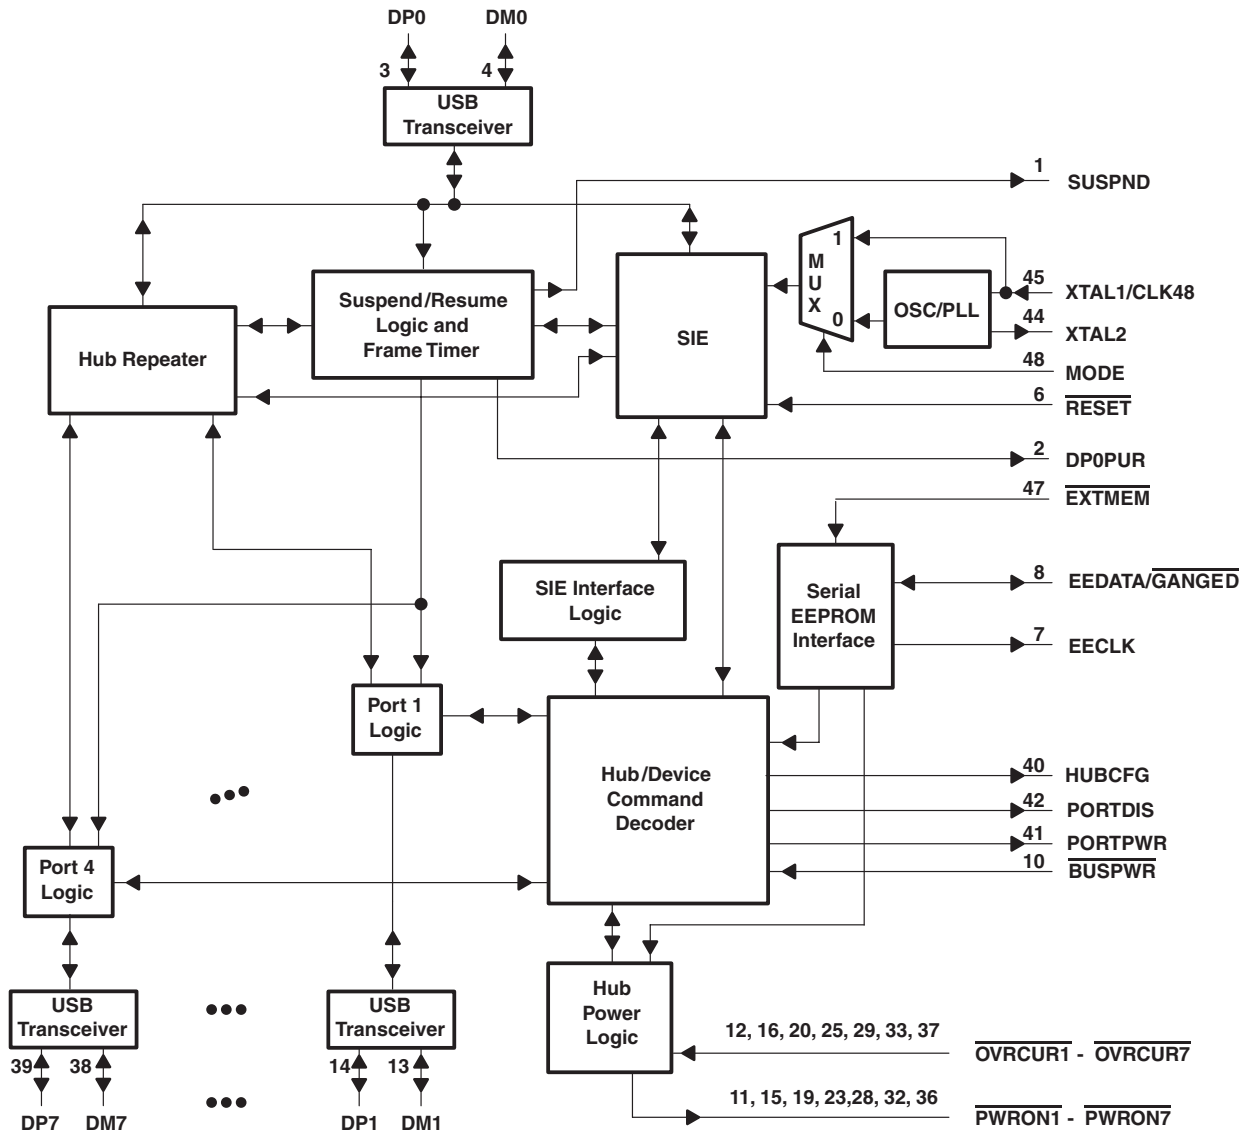 DP0 DM0
3 4
USB
Transceiver
1 SUSPND
Suspend/Resume
Logic and
Frame Timer
Hub Repeater
SIE
MUX
1
0
OSC/PLL
45 XTAL1/CLK48
44 XTAL2
48 MODE
6 RESET
2 DP0PUR
47 EXTMEM
SIE Interface
Logic
Serial
EEPROM
Interface
8 EEDATA/GANGED
7 EECLK
Port 1
Logic
Hub/Device
Command
Decoder
40 HUBCFG
42 PORTDIS
41 PORTPWR
10 BUSPWR
Port 4
Logic
USB
Transceiver
USB
Transceiver
Hub
Power
Logic
39 38
14 13
DP7 DM7
DP1 DM1
12, 16, 20, 25, 29, 33, 37
OVRCUR1 - OVRCUR7
11, 15, 19, 23,28, 32, 36
PWRON1 - PWRON7